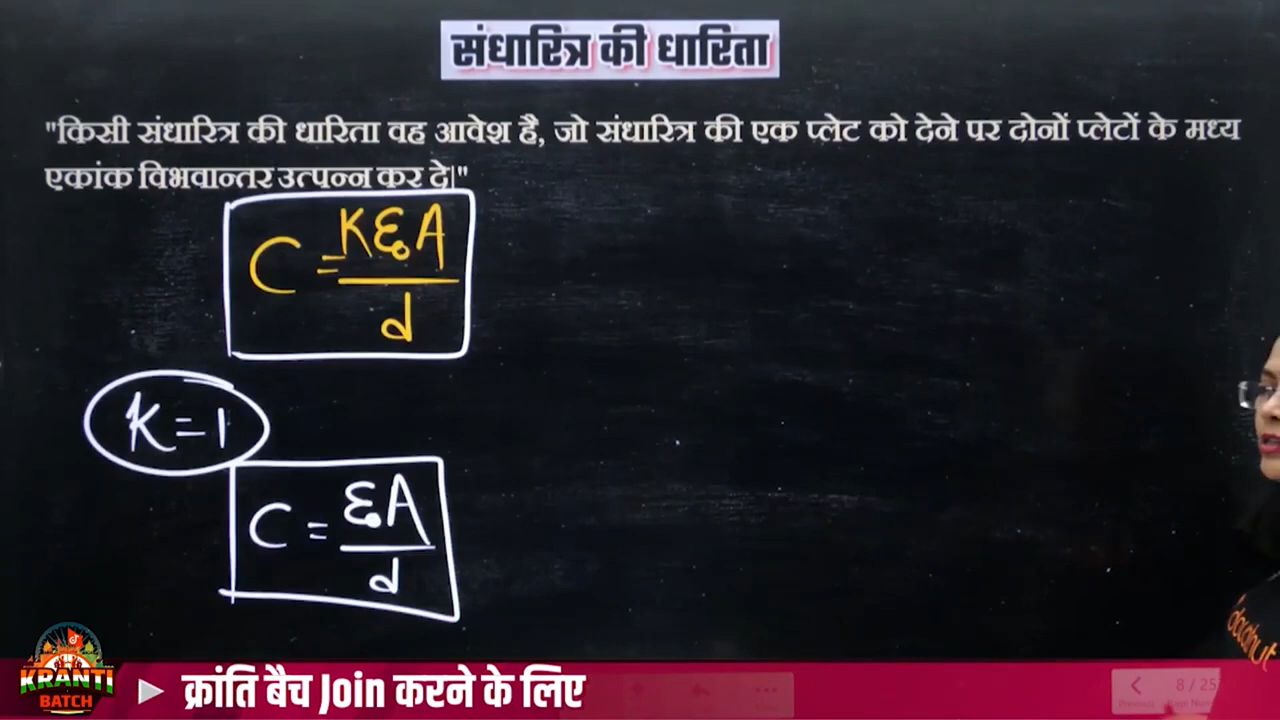 संधारित्र की धारिता
"किसी संधारित्र की धारिता वह आवेश है, जो संधारित्र की एक प्लेट को देने पर दोनों प्लेटों के मध्य
एकांक विभवान्तर उत्पन्न कर दे|"
C = Kε₀A / d
K = 1
C = ε₀A / d
KRANTI
BATCH
क्रांति बैच Join करने के लिए
8 / 25
Previous